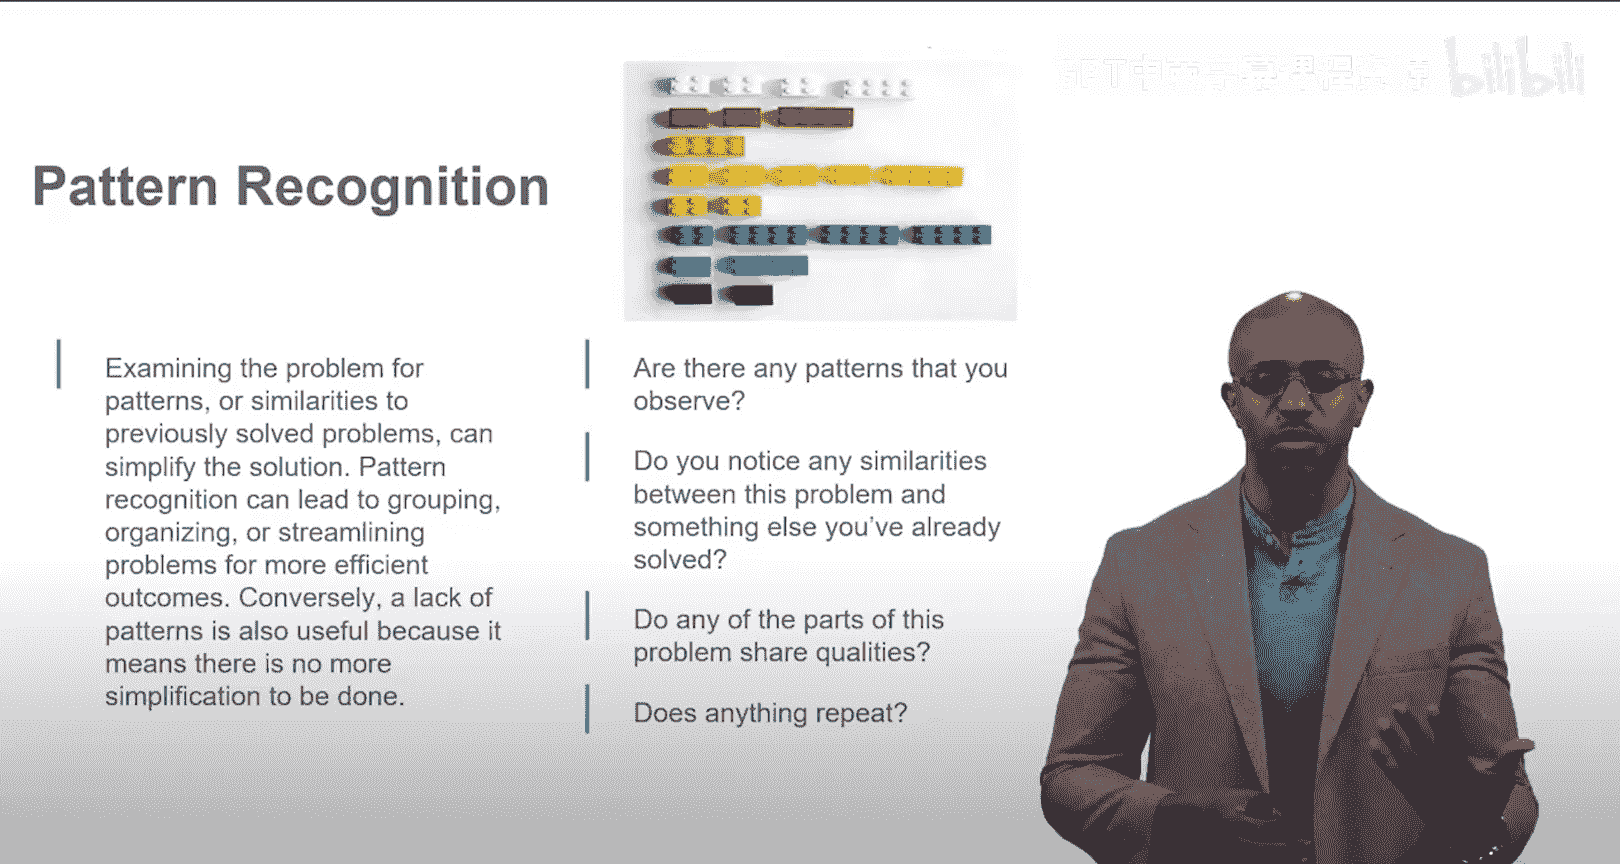 Pattern Recognition
Examining the problem for
patterns, or similarities to
previously solved problems, can
simplify the solution. Pattern
recognition can lead to grouping,
organizing, or streamlining
problems for more efficient
outcomes. Conversely, a lack of
patterns is also useful because it
means there is no more
simplification to be done.
Are there any patterns that you
observe?
Do you notice any similarities
between this problem and
something else you’ve already
solved?
Do any of the parts of this
problem share qualities?
Does anything repeat?
bilibili